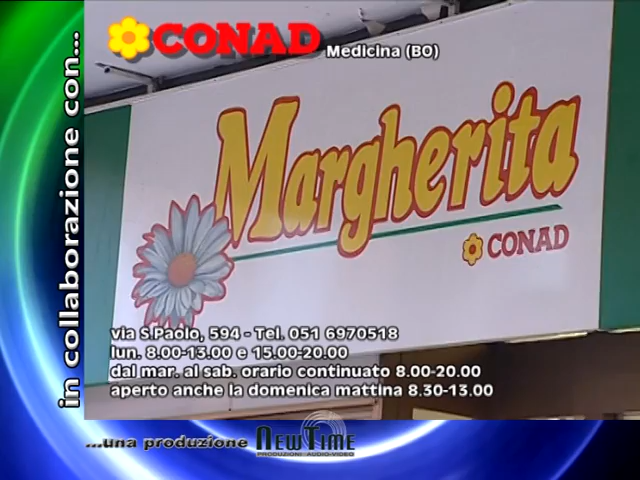 in collaborazione con...
CONAD
Medicina (BO)
Margherita
CONAD
via S.Paolo, 594 - Tel. 051 6970518
lun. 8.00-13.00 e 15.00-20.00
dal mar. al sab. orario continuato 8.00-20.00
aperto anche la domenica mattina 8.30-13.00
...una produzione NEWTIME
PRODUZIONI AUDIO-VIDEO